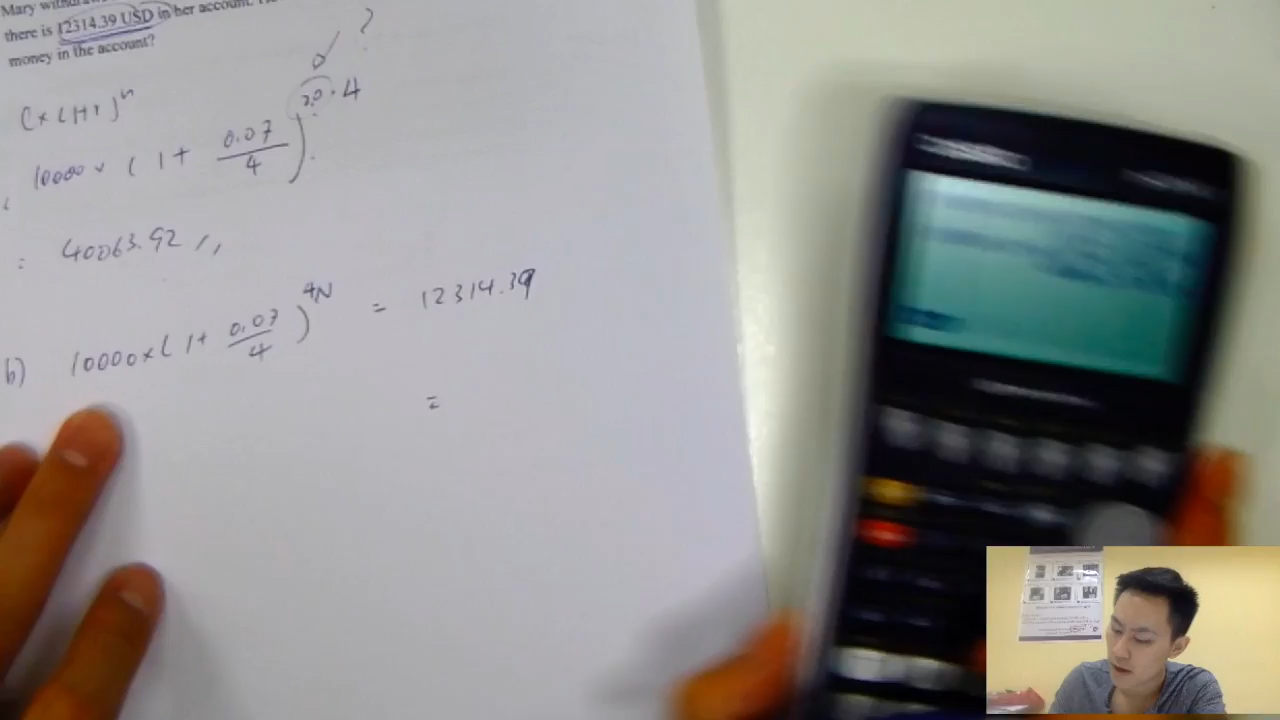 Mary
there is 12314.39 USD in her account.
money in the account?
?
C×(1+r)^n
10000 × (1 + 0.07/4)^20·4
= 40063.92 //
b) 10000×(1+ 0.07/4)^4N = 12314.39
=